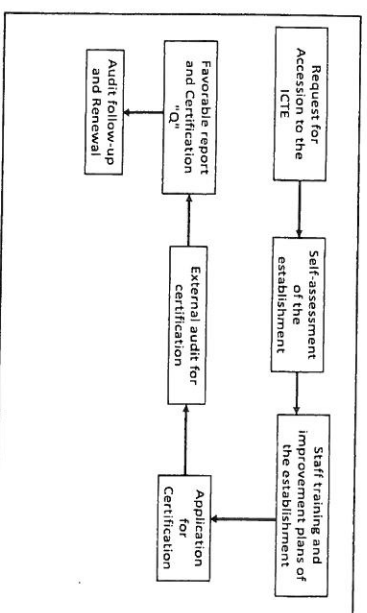 Request for
Accession to the
ICTE
Self-assessment
of the
establishment
Staff training and
improvement plans of
the establishment
Application
for
Certification
External audit for
certification
Favorable report
and Certification
"Q"
Audit follow-up
and Renewal